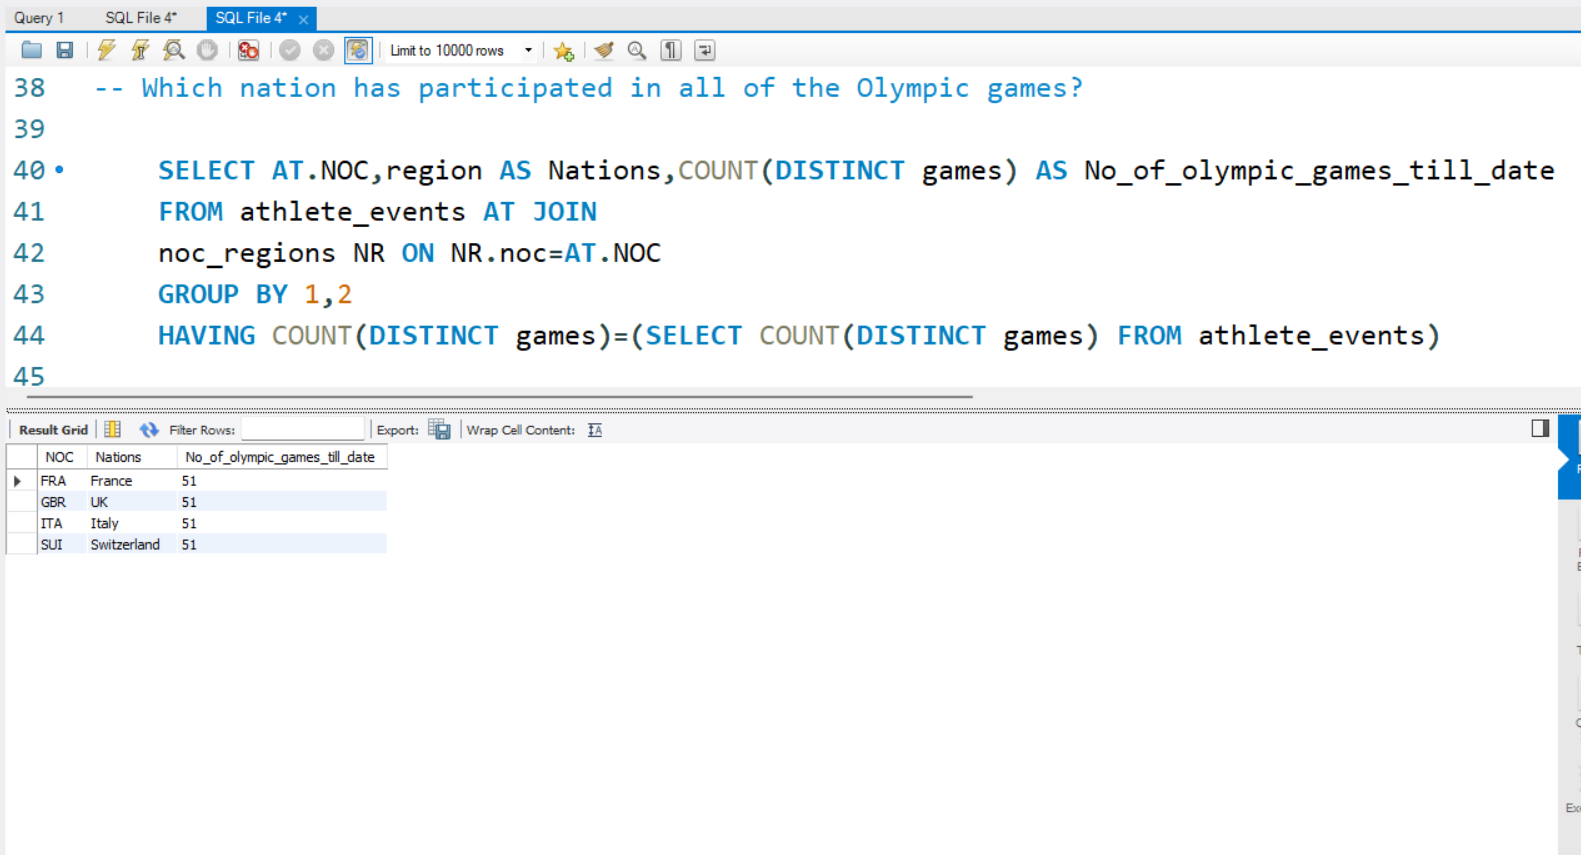 Query 1 SQL File 4* SQL File 4*
Limit to 10000 rows
38 -- Which nation has participated in all of the Olympic games?
39
40 SELECT AT.NOC,region AS Nations,COUNT(DISTINCT games) AS No_of_olympic_games_till_date
41 FROM athlete_events AT JOIN
42 noc_regions NR ON NR.noc=AT.NOC
43 GROUP BY 1,2
44 HAVING COUNT(DISTINCT games)=(SELECT COUNT(DISTINCT games) FROM athlete_events)
45
Result Grid Filter Rows: Export: Wrap Cell Content:
NOC Nations No_of_olympic_games_till_date
FRA France 51
GBR UK 51
ITA Italy 51
SUI Switzerland 51